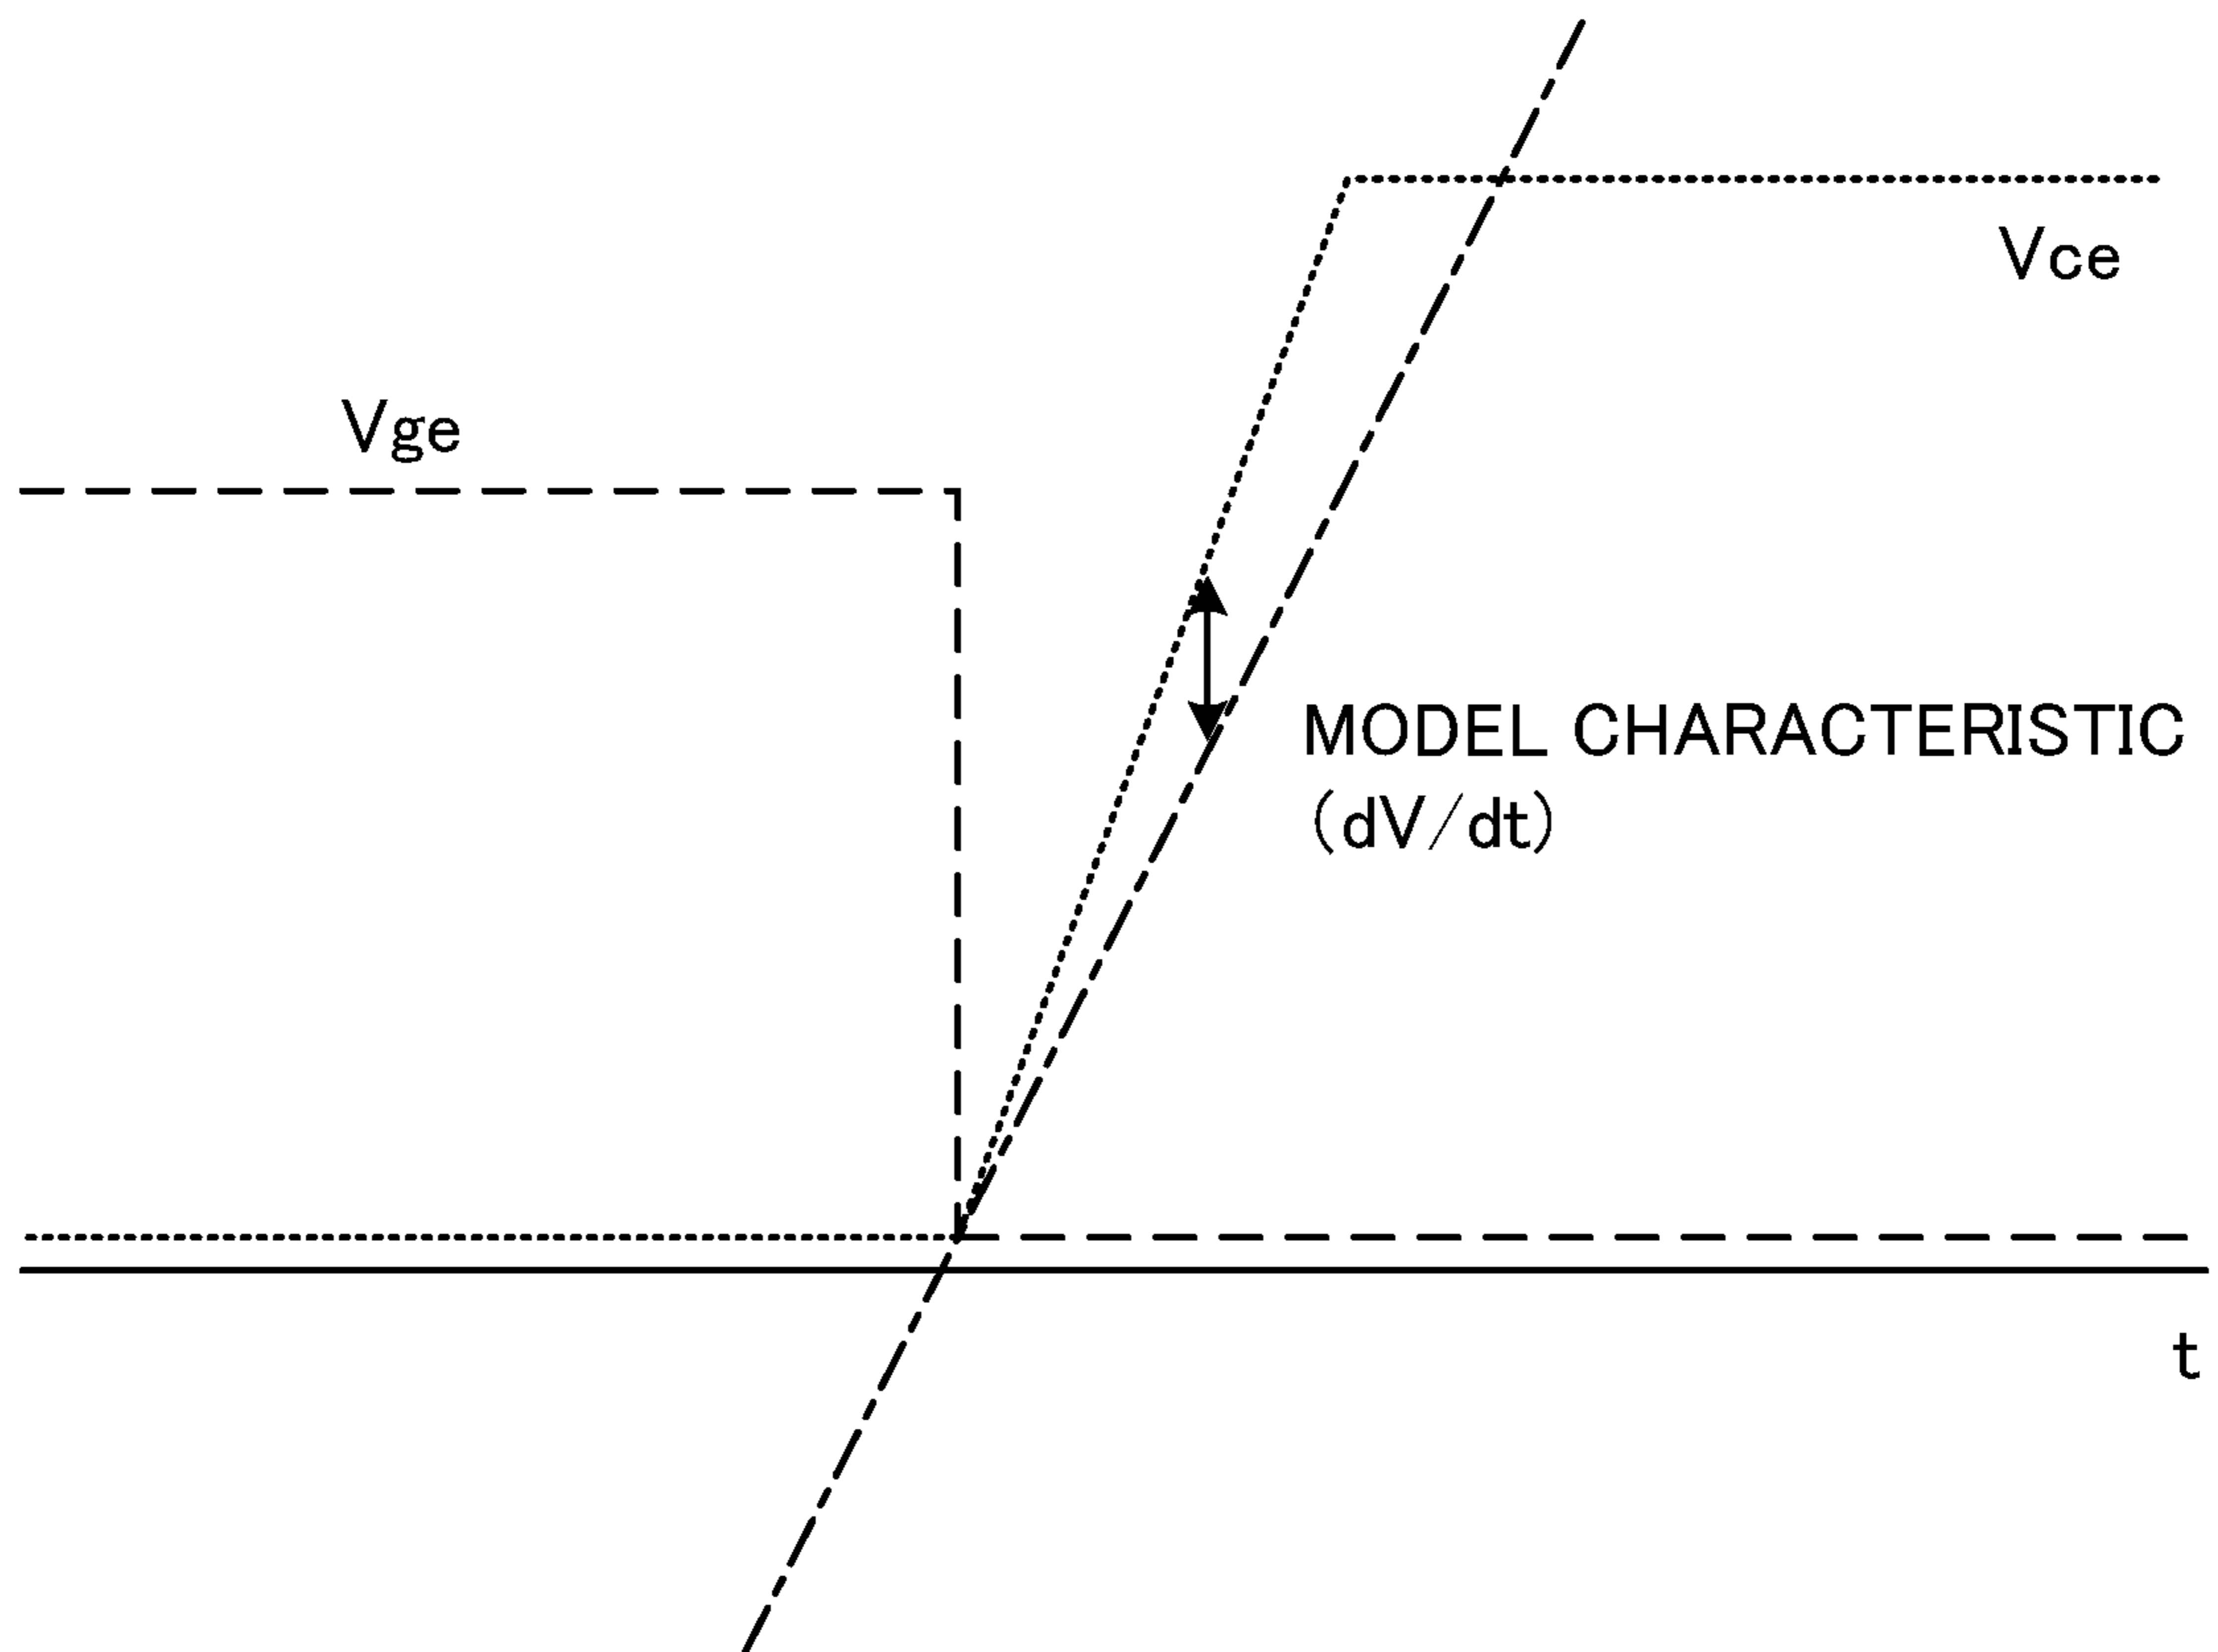 Vce
Vge
MODEL CHARACTERISTIC
(dV/dt)
t